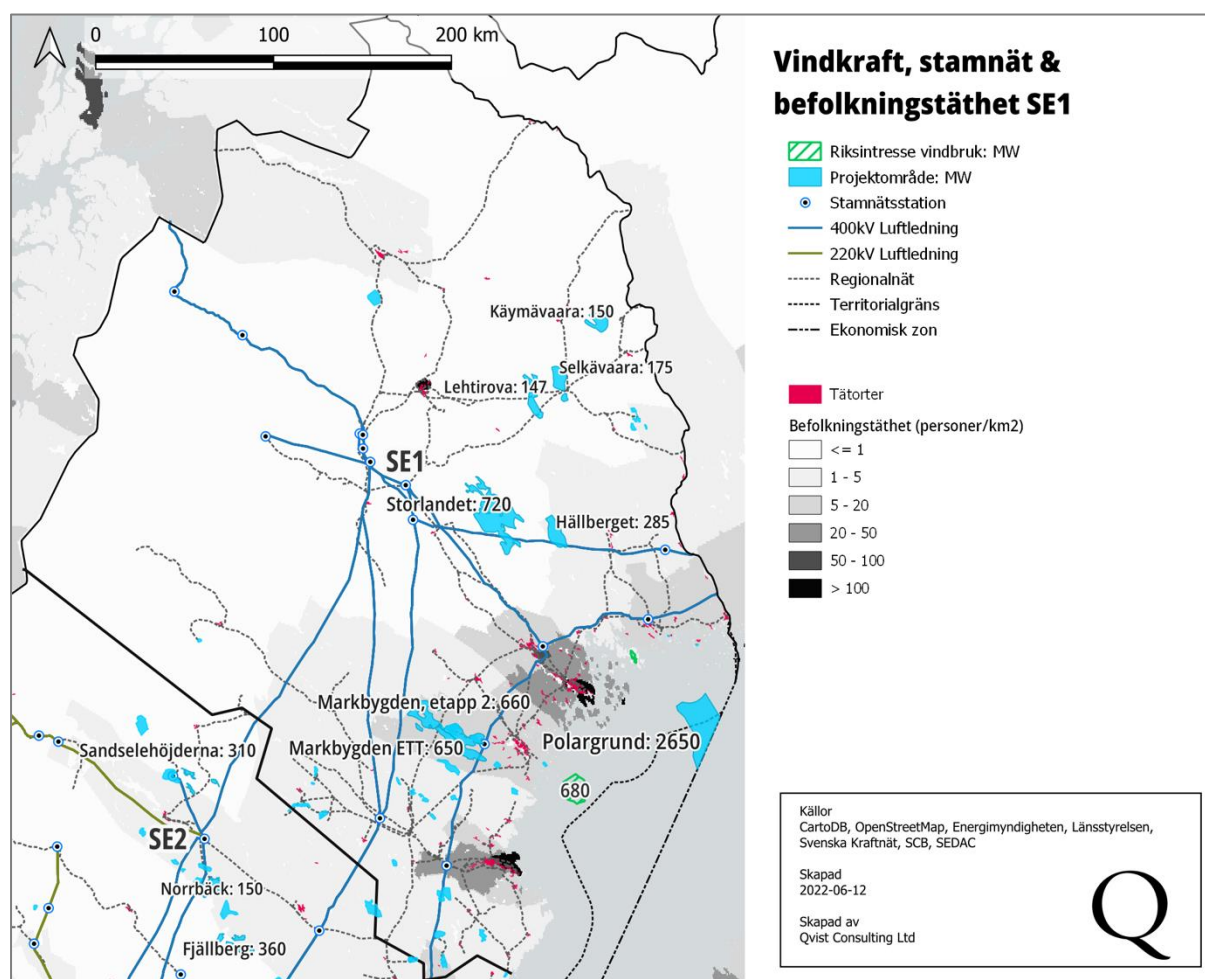 0 100 200 km
Käymävaara: 150
Selkävaara: 175
Lehtirova: 147
SE1
Storlandet: 720
Hällberget: 285
Markbygden, etapp 2: 660
Markbygden ETT: 650
Polargrund: 2650
Sandselehöjderna: 310
680
SE2
Norrbäck: 150
Fjällberg: 360
Vindkraft, stamnät &
befolkningstäthet SE1
Riksintresse vindbruk: MW
Projektområde: MW
Stamnätsstation
400kV Luftledning
220kV Luftledning
Regionalnät
Territorialgräns
Ekonomisk zon
Tätorter
Befolkningstäthet (personer/km2)
<= 1
1 - 5
5 - 20
20 - 50
50 - 100
> 100
Källor
CartoDB, OpenStreetMap, Energimyndigheten, Länsstyrelsen,
Svenska Kraftnät, SCB, SEDAC
Skapad
2022-06-12
Skapad av
Qvist Consulting Ltd
Q